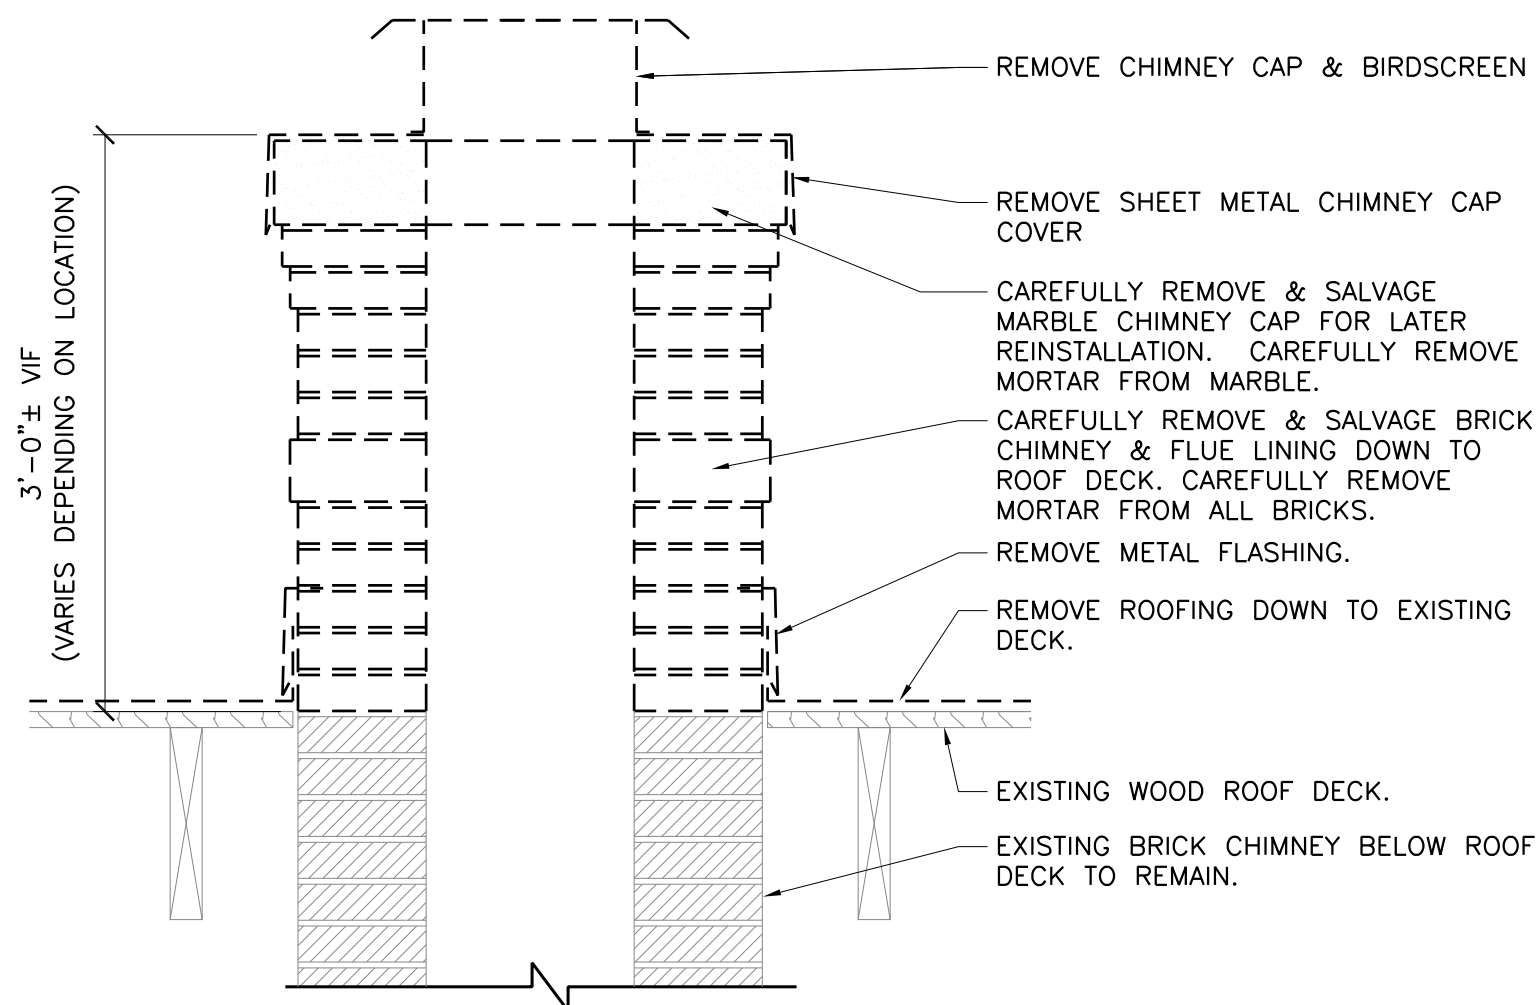 REMOVE CHIMNEY CAP & BIRDSCREEN
REMOVE SHEET METAL CHIMNEY CAP
COVER
CAREFULLY REMOVE & SALVAGE
MARBLE CHIMNEY CAP FOR LATER
REINSTALLATION. CAREFULLY REMOVE
MORTAR FROM MARBLE.
CAREFULLY REMOVE & SALVAGE BRICK
CHIMNEY & FLUE LINING DOWN TO
ROOF DECK. CAREFULLY REMOVE
MORTAR FROM ALL BRICKS.
REMOVE METAL FLASHING.
REMOVE ROOFING DOWN TO EXISTING
DECK.
EXISTING WOOD ROOF DECK.
EXISTING BRICK CHIMNEY BELOW ROOF
DECK TO REMAIN.
3'-0"± VIF
(VARIES DEPENDING ON LOCATION)